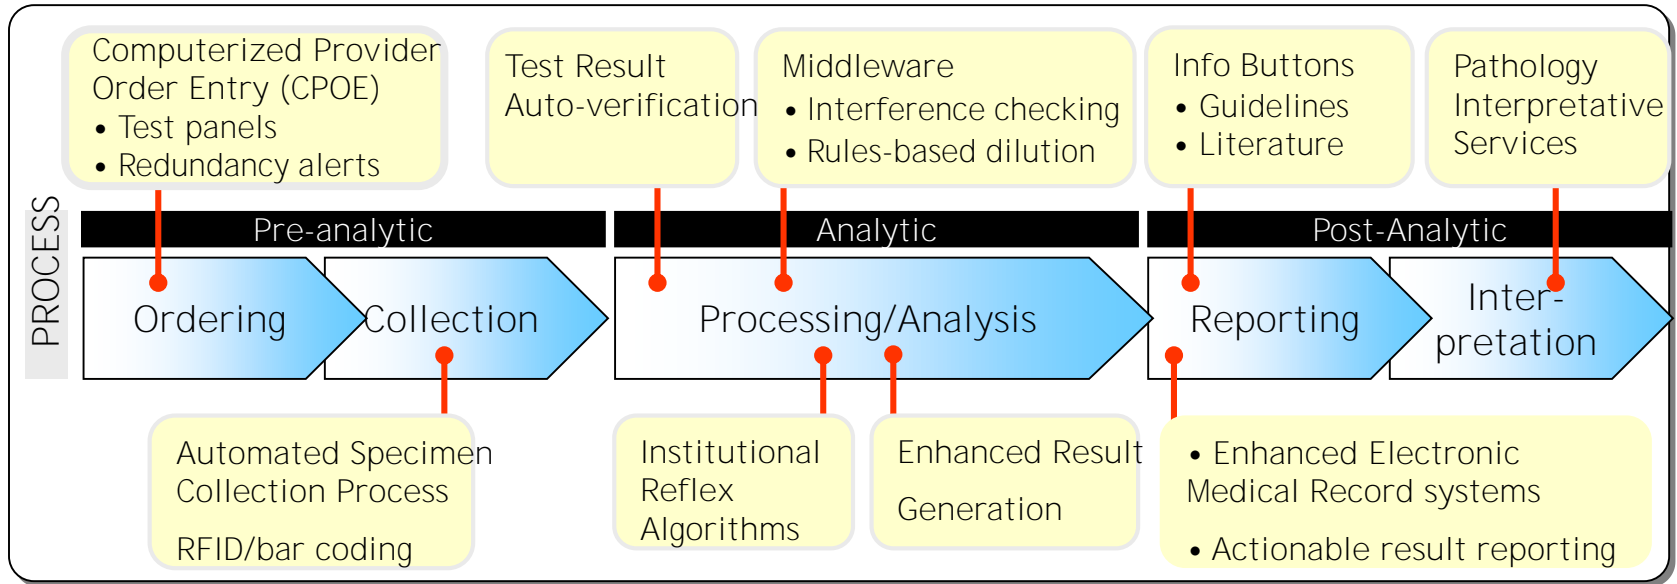 Computerized Provider
Order Entry (CPOE)
• Test panels
• Redundancy alerts
Test Result
Auto-verification
Middleware
• Interference checking
• Rules-based dilution
Info Buttons
• Guidelines
• Literature
Pathology
Interpretative
Services
PROCESS
Pre-analytic
Analytic
Post-Analytic
Ordering
Collection
Processing/Analysis
Reporting
Inter-
pretation
Automated Specimen
Collection Process
RFID/bar coding
Institutional
Reflex
Algorithms
Enhanced Result
Generation
• Enhanced Electronic
Medical Record systems
• Actionable result reporting